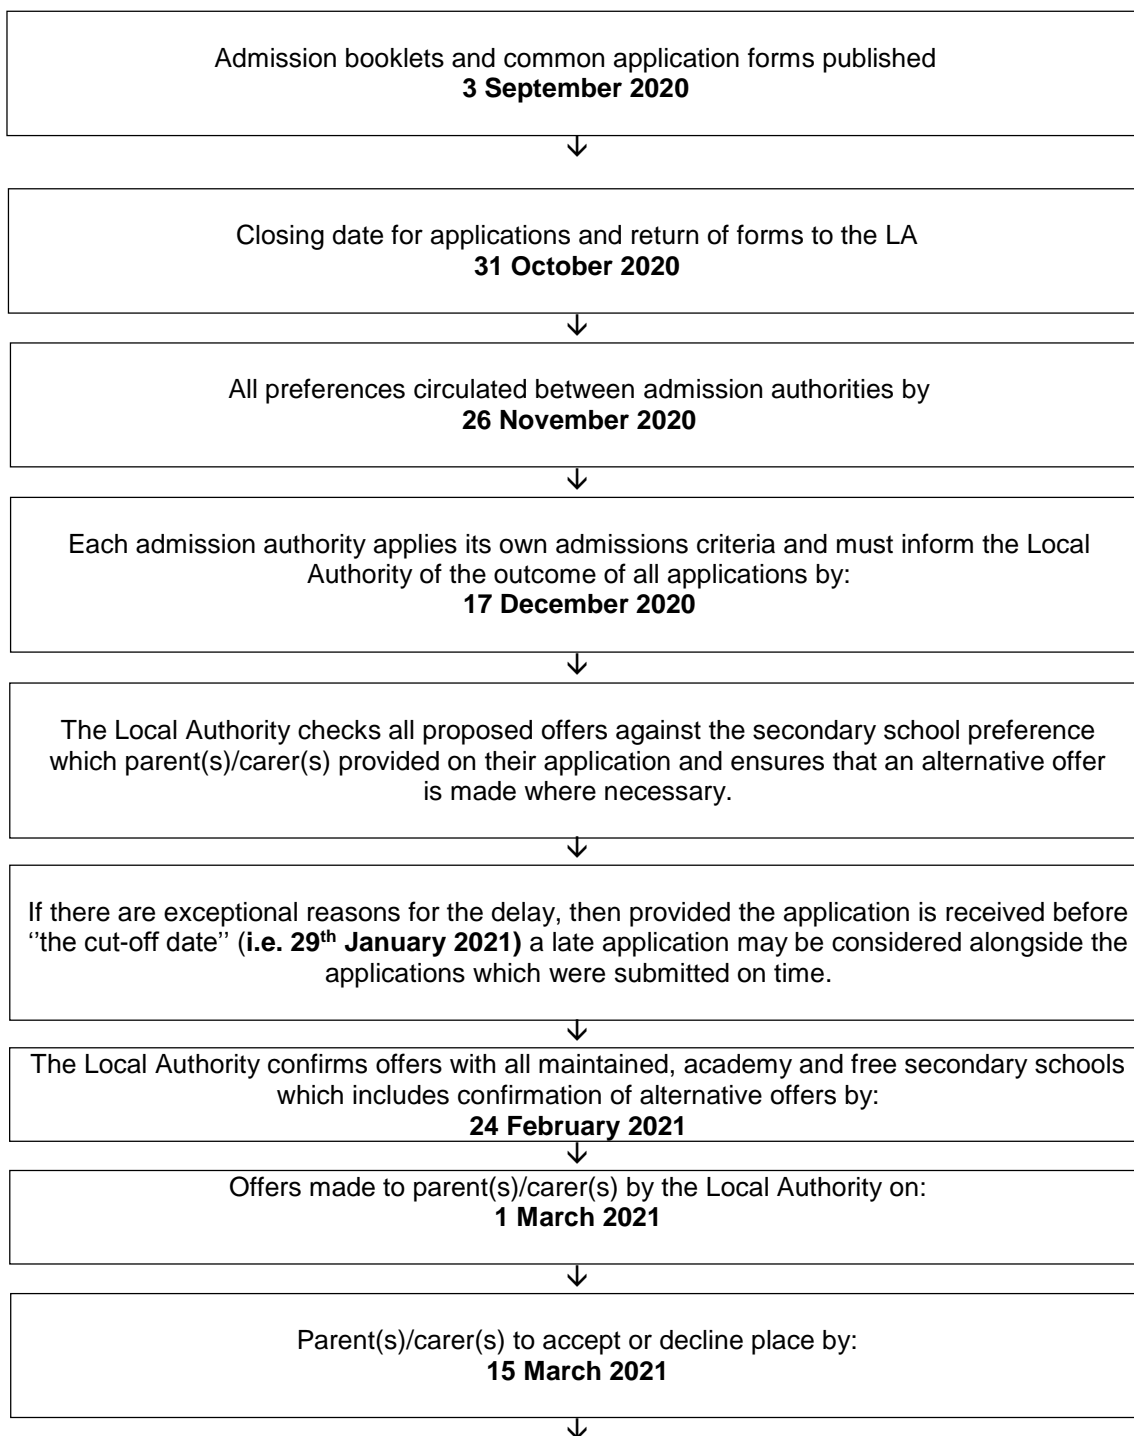 Admission booklets and common application forms published
3 September 2020
Closing date for applications and return of forms to the LA
31 October 2020
All preferences circulated between admission authorities by
26 November 2020
Each admission authority applies its own admissions criteria and must inform the Local
Authority of the outcome of all applications by:
17 December 2020
The Local Authority checks all proposed offers against the secondary school preference
which parent(s)/carer(s) provided on their application and ensures that an alternative offer
is made where necessary.
If there are exceptional reasons for the delay, then provided the application is received before
‘’the cut-off date’’ (i.e. 29th January 2021) a late application may be considered alongside the
applications which were submitted on time.
The Local Authority confirms offers with all maintained, academy and free secondary schools
which includes confirmation of alternative offers by:
24 February 2021
Offers made to parent(s)/carer(s) by the Local Authority on:
1 March 2021
Parent(s)/carer(s) to accept or decline place by:
15 March 2021